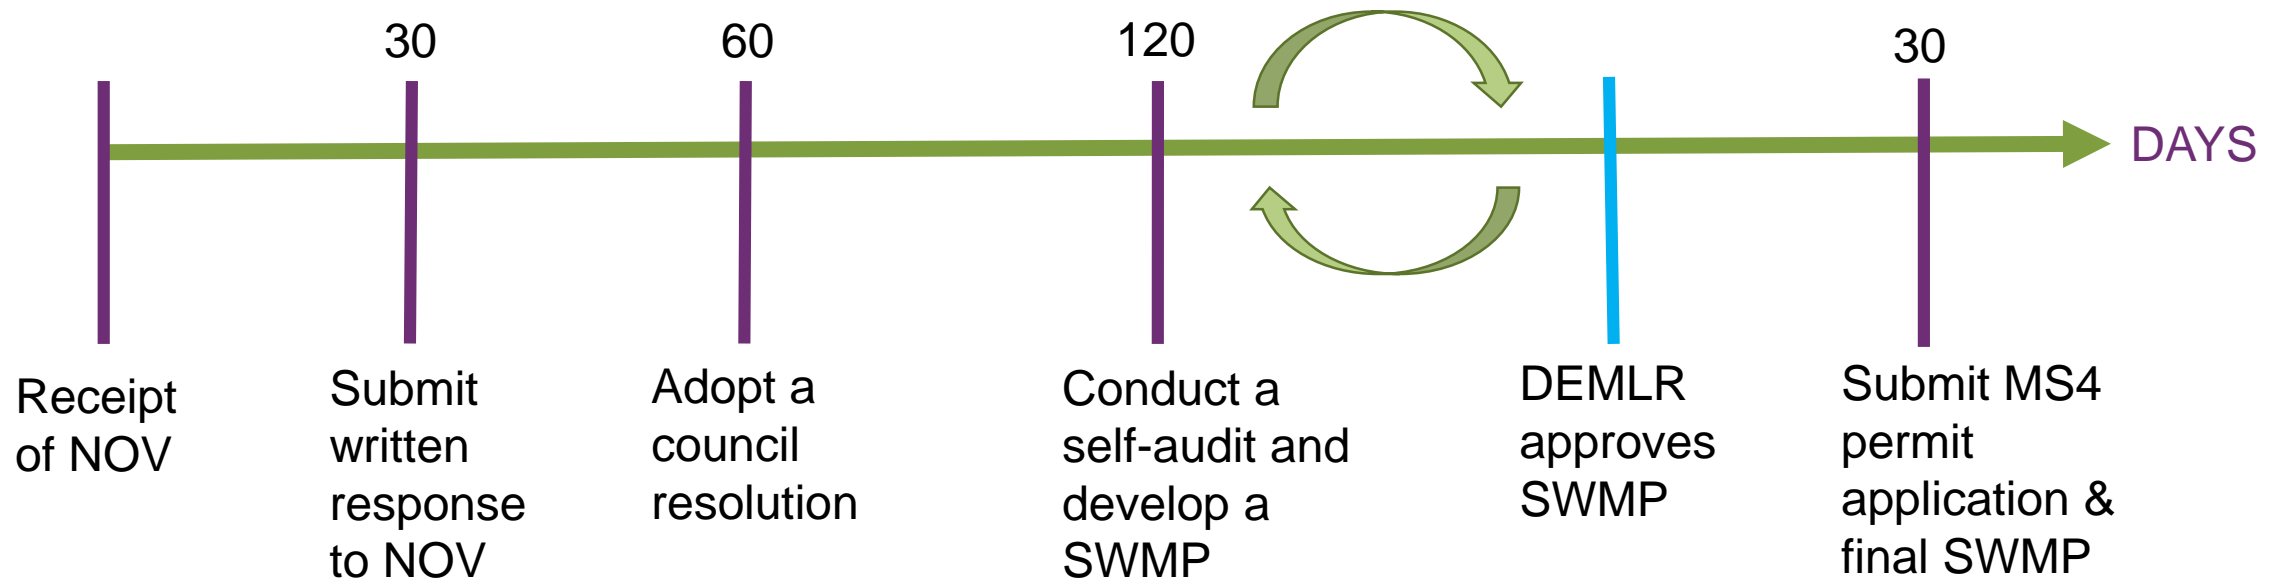 30
60
120
30
DAYS
Receipt
of NOV
Submit
written
response
to NOV
Adopt a
council
resolution
Conduct a
self-audit and
develop a
SWMP
DEMLR
approves
SWMP
Submit MS4
permit
application &
final SWMP